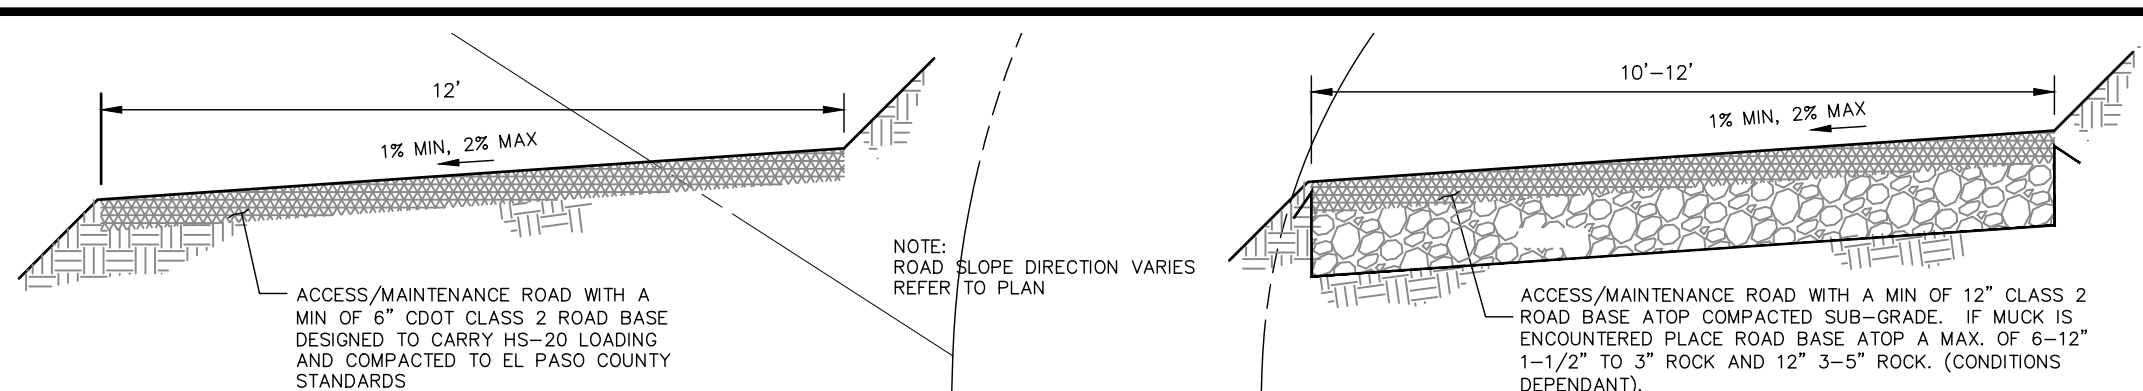 12'
1% MIN, 2% MAX
ACCESS/MAINTENANCE ROAD WITH A
MIN OF 6" CDOT CLASS 2 ROAD BASE
DESIGNED TO CARRY HS-20 LOADING
AND COMPACTED TO EL PASO COUNTY
STANDARDS
NOTE:
ROAD SLOPE DIRECTION VARIES
REFER TO PLAN
10'-12'
1% MIN, 2% MAX
ACCESS/MAINTENANCE ROAD WITH A MIN OF 12" CLASS 2
ROAD BASE ATOP COMPACTED SUB-GRADE. IF MUCK IS
ENCOUNTERED PLACE ROAD BASE ATOP A MAX. OF 6-12"
1-1/2" TO 3" ROCK AND 12" 3-5" ROCK. (CONDITIONS
DEPENDANT).